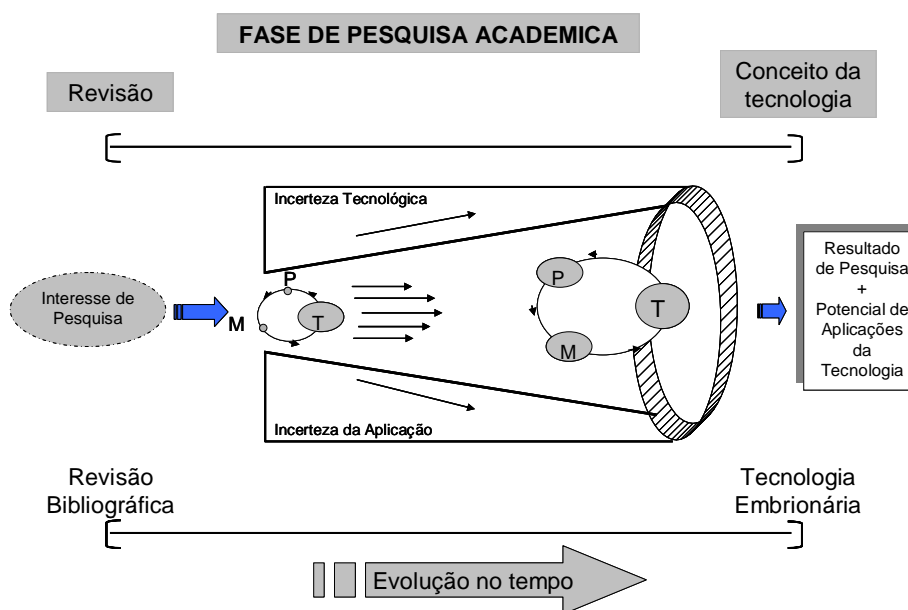 FASE DE PESQUISA ACADEMICA
Revisão
Conceito da
tecnologia
Incerteza Tecnológica
Interesse de
Pesquisa
P
M
T
P
M
T
Resultado
de Pesquisa
+
Potencial de
Aplicações
da
Tecnologia
Incerteza da Aplicação
Revisão
Bibliográfica
Tecnologia
Embrionária
Evolução no tempo